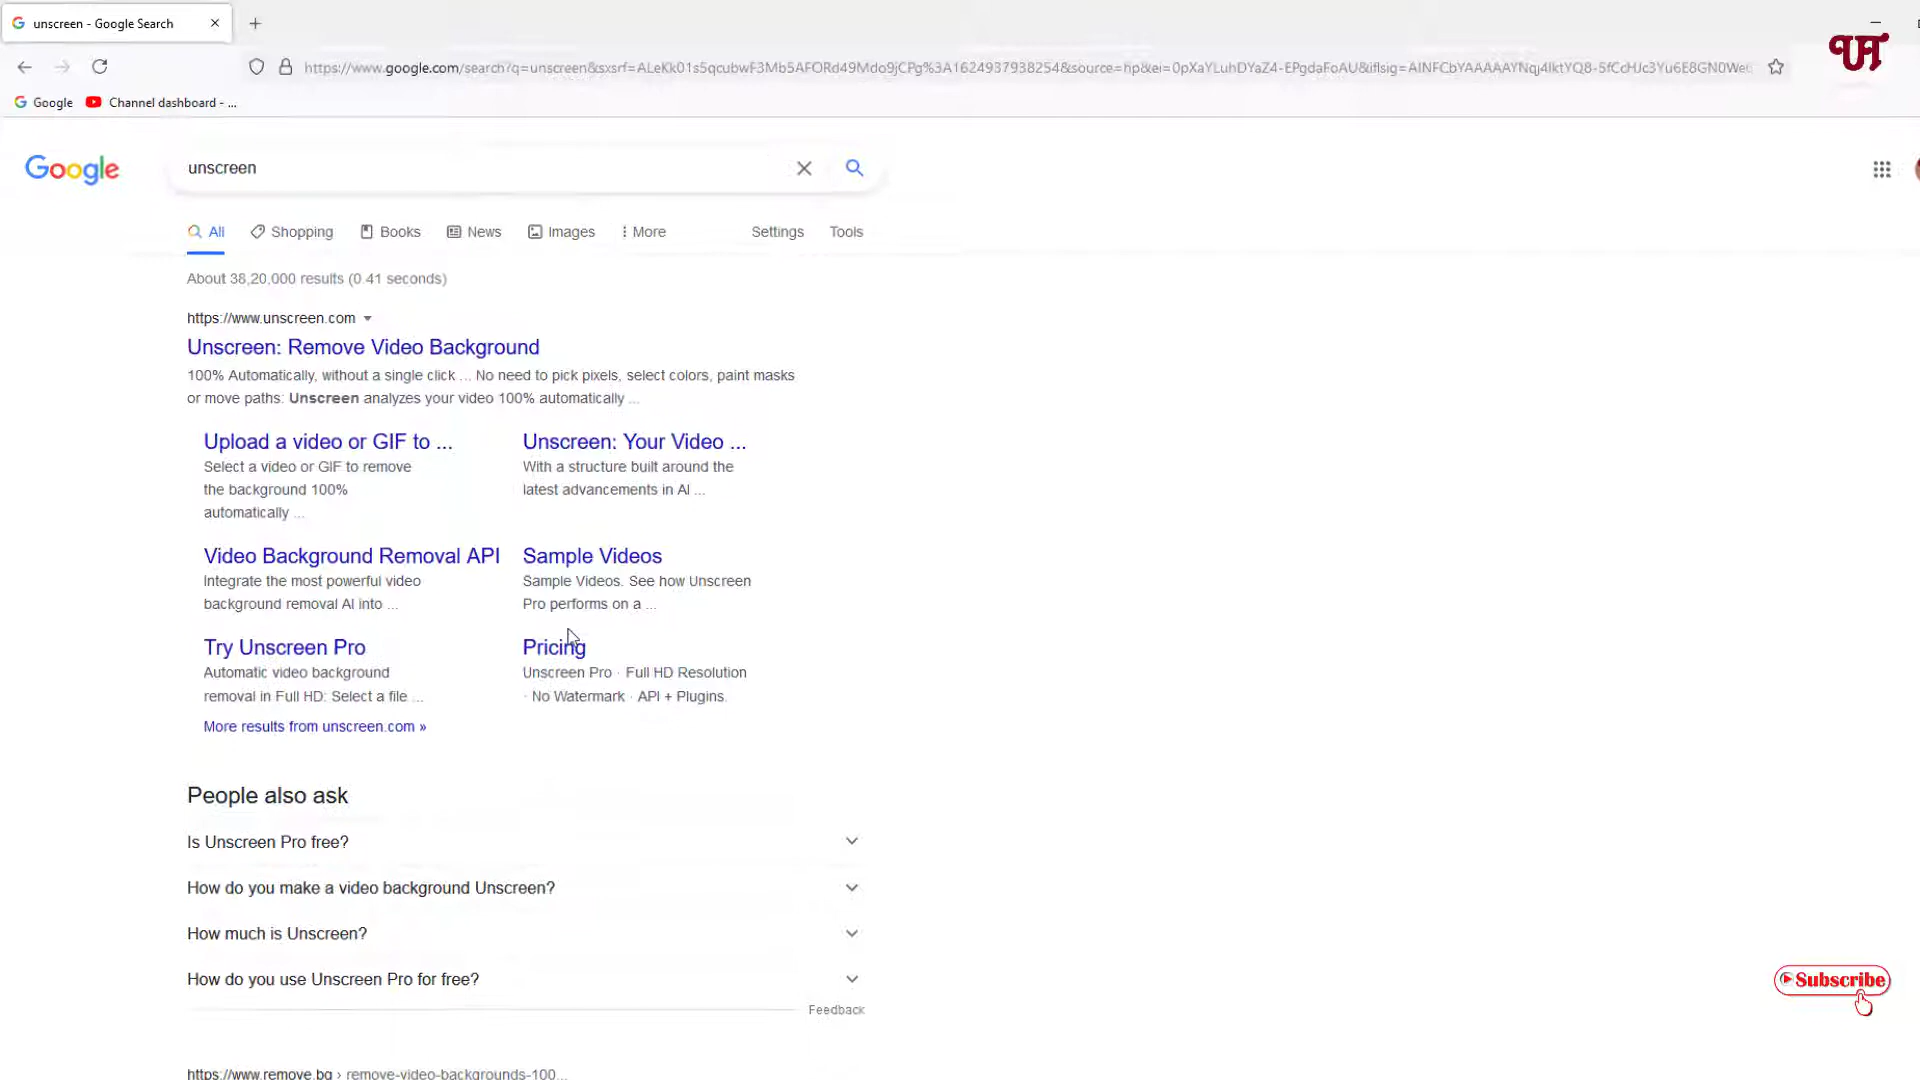 unscreen - Google Search
https://www.google.com/search?q=unscreen&sxsrf=ALeKk01s5qcubwF3Mb5AFORd49Mdo9jCPg%3A1624937938254&source=hp&ei=0pXaYLuhDYaZ4-EPgdaFoAU&iflsig=AINFCbYAAAAAYNqj4lktYQ8-5fCcHJc3Yu6E8GN0We
Google
Channel dashboard - ...
Google
unscreen
All
Shopping
Books
News
Images
More
Settings
Tools
About 38,20,000 results (0.41 seconds)
https://www.unscreen.com
Unscreen: Remove Video Background
100% Automatically, without a single click ... No need to pick pixels, select colors, paint masks
or move paths: Unscreen analyzes your video 100% automatically ...
Upload a video or GIF to ...
Select a video or GIF to remove
the background 100%
automatically ...
Unscreen: Your Video ...
With a structure built around the
latest advancements in AI ...
Video Background Removal API
Integrate the most powerful video
background removal AI into ...
Sample Videos
Sample Videos. See how Unscreen
Pro performs on a ...
Try Unscreen Pro
Automatic video background
removal in Full HD: Select a file ...
Pricing
Unscreen Pro · Full HD Resolution
· No Watermark · API + Plugins.
More results from unscreen.com »
People also ask
Is Unscreen Pro free?
How do you make a video background Unscreen?
How much is Unscreen?
How do you use Unscreen Pro for free?
Feedback
https://www.remove.bg › remove-video-backgrounds-100...
Subscribe